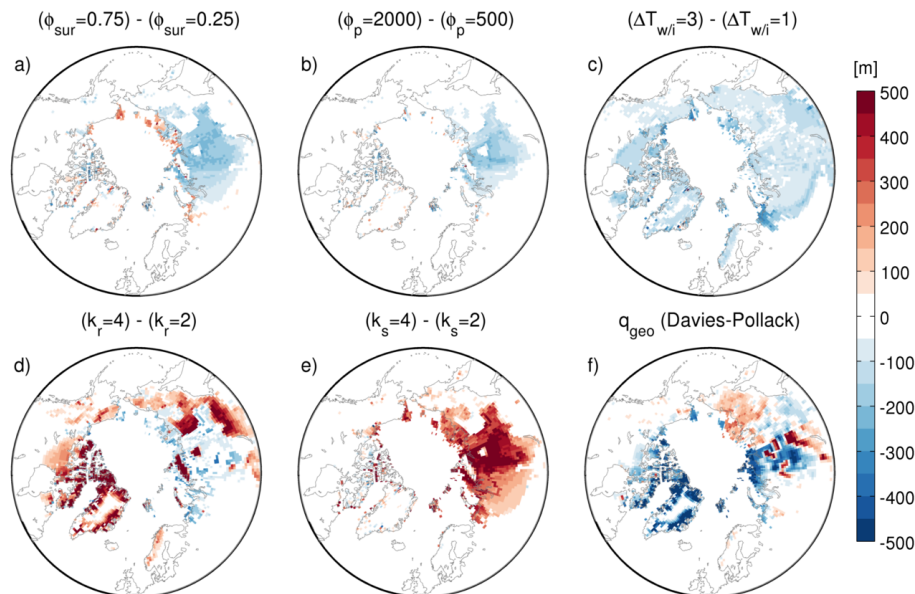 (ϕsur=0.75) - (ϕsur=0.25)
(ϕp=2000) - (ϕp=500)
(ΔTw/i=3) - (ΔTw/i=1)
a)
b)
c)
[m]
500
400
300
200
100
0
-100
-200
-300
-400
-500
(kr=4) - (kr=2)
(ks=4) - (ks=2)
qgeo (Davies-Pollack)
d)
e)
f)